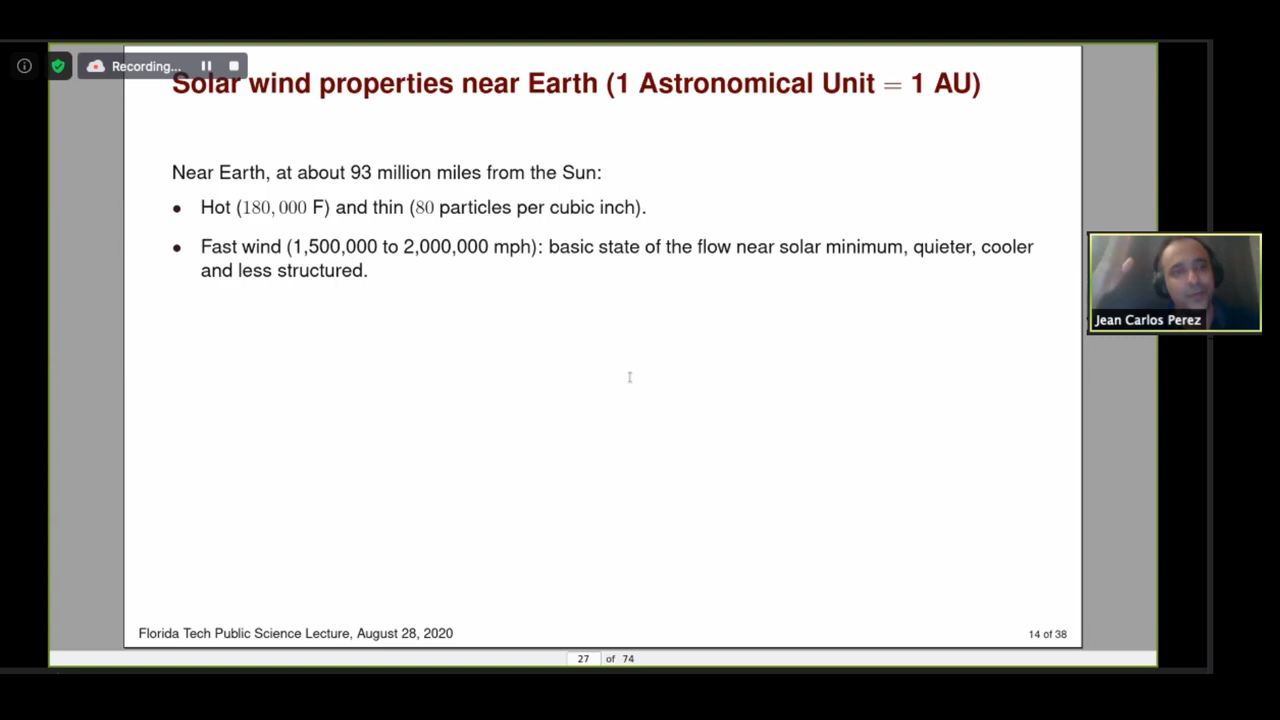 Recording...
Solar wind properties near Earth (1 Astronomical Unit = 1 AU)
Near Earth, at about 93 million miles from the Sun:
• Hot (180,000 F) and thin (80 particles per cubic inch).
• Fast wind (1,500,000 to 2,000,000 mph): basic state of the flow near solar minimum, quieter, cooler
and less structured.
Jean Carlos Perez
Florida Tech Public Science Lecture, August 28, 2020
14 of 38
27 of 74